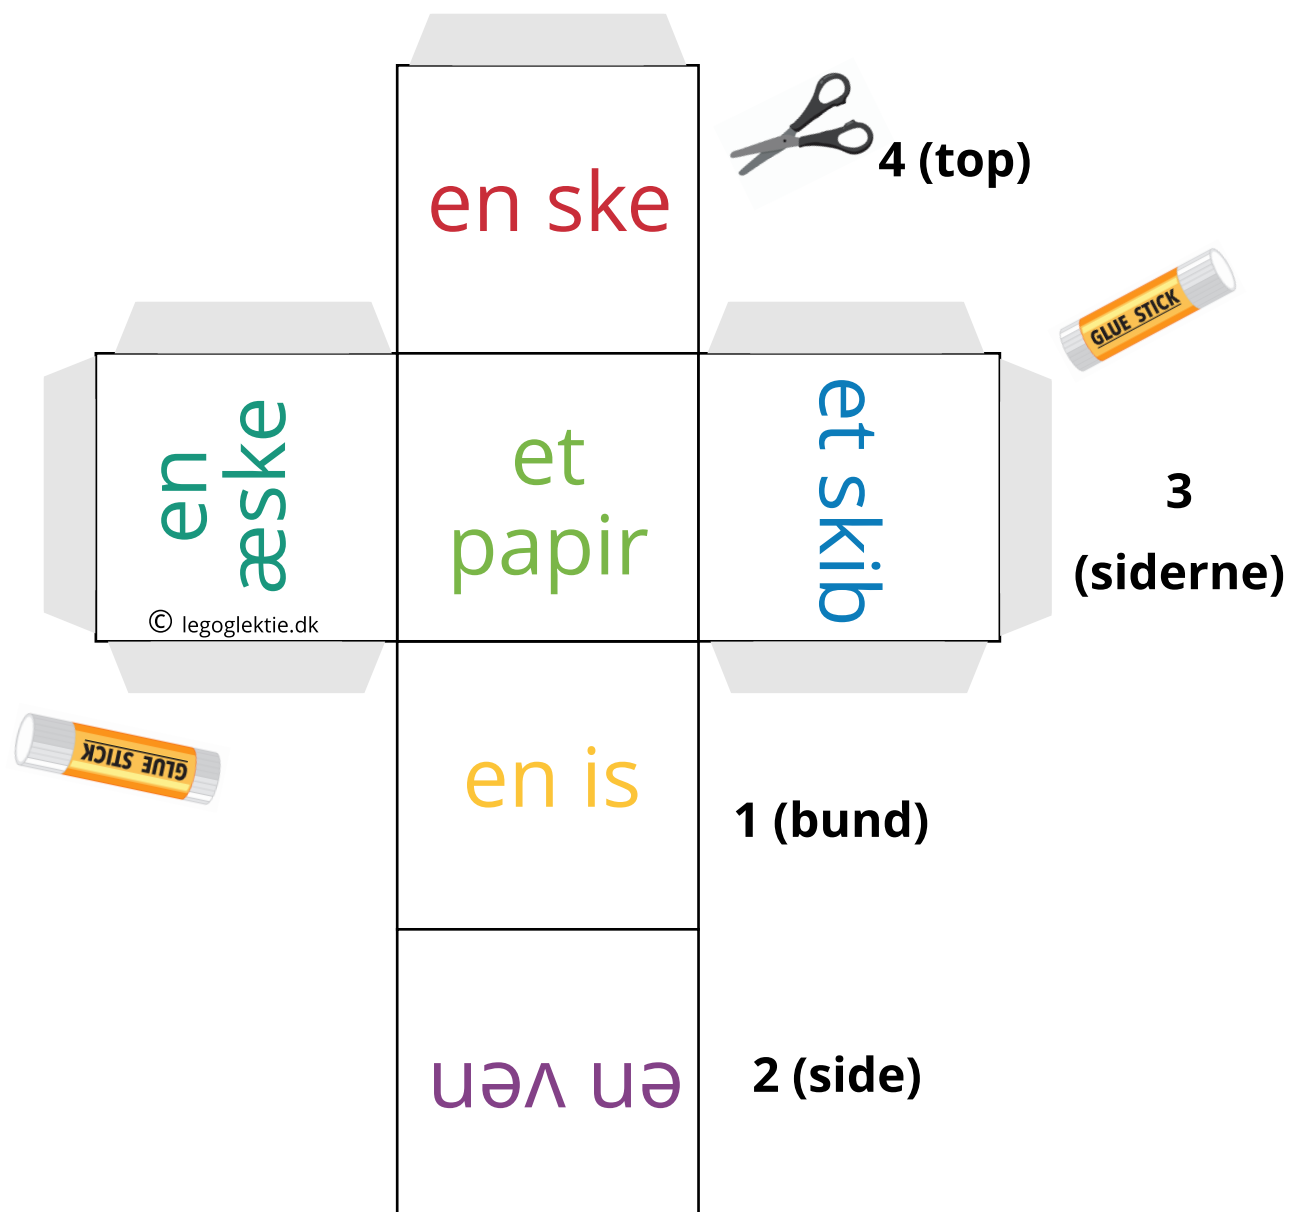 en ske
4 (top)
GLUE STICK
en
æske
© legoglektie.dk
et
papir
et skib
3
(siderne)
GLUE STICK
en is
1 (bund)
en ven
2 (side)